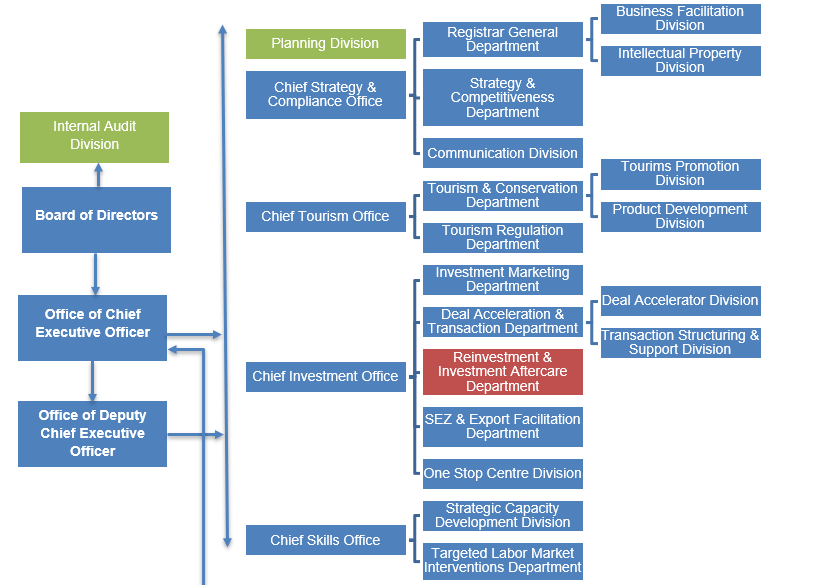 Internal Audit
Division
Board of Directors
Office of Chief
Executive Officer
Office of Deputy
Chief Executive
Officer
Planning Division
Chief Strategy &
Compliance Office
Registrar General
Department
Business Facilitation
Division
Intellectual Property
Division
Strategy &
Competitiveness
Department
Communication Division
Chief Tourism Office
Tourism & Conservation
Department
Tourims Promotion
Division
Product Development
Division
Tourism Regulation
Department
Chief Investment Office
Investment Marketing
Department
Deal Acceleration &
Transaction Department
Deal Accelerator Division
Transaction Structuring &
Support Division
Reinvestment &
Investment Aftercare
Department
SEZ & Export Facilitation
Department
One Stop Centre Division
Chief Skills Office
Strategic Capacity
Development Division
Targeted Labor Market
Interventions Department